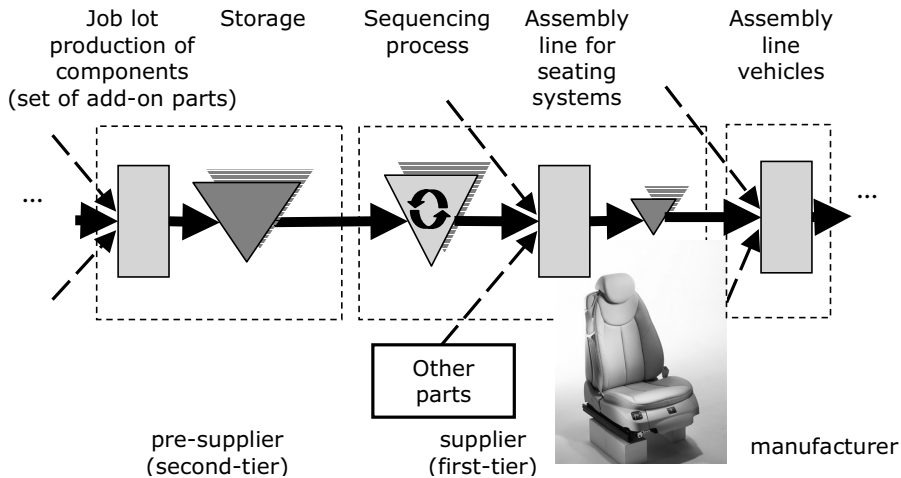 Job lot
production of
components
(set of add-on parts)
Storage
Sequencing
process
Assembly
line for
seating
systems
Assembly
line
vehicles
...
...
Other
parts
pre-supplier
(second-tier)
supplier
(first-tier)
manufacturer